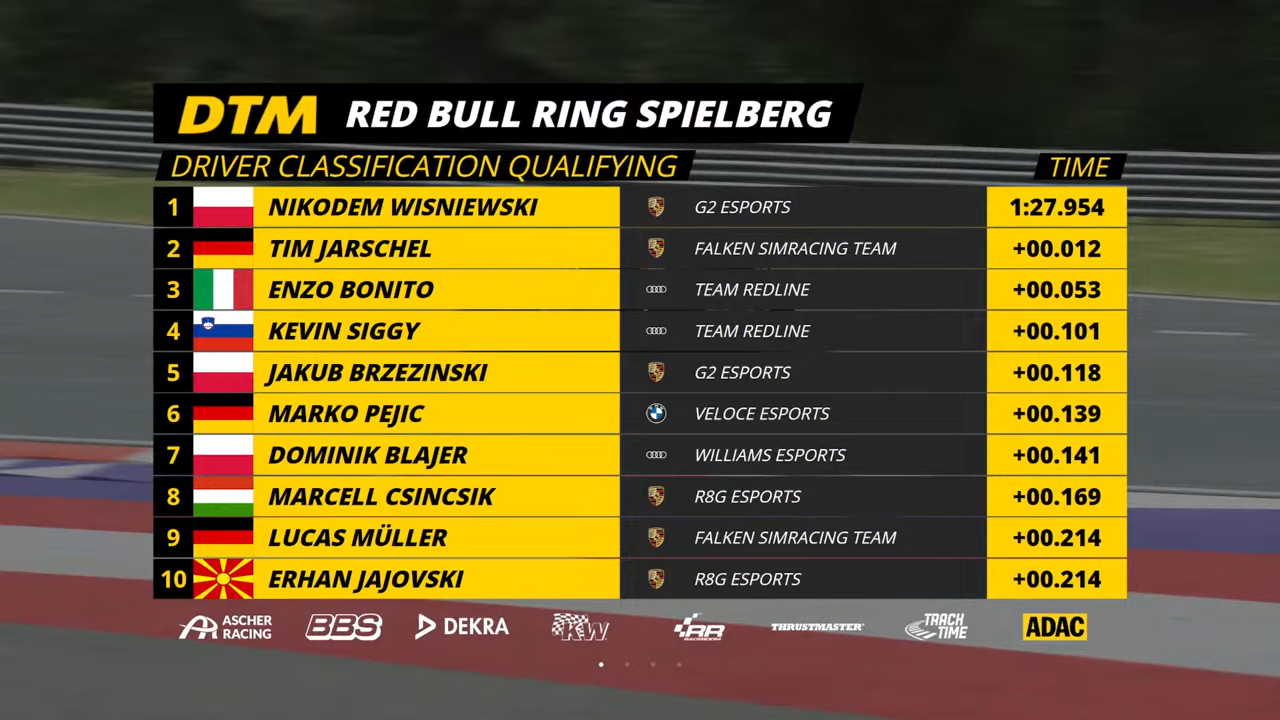 DTM RED BULL RING SPIELBERG
DRIVER CLASSIFICATION QUALIFYING TIME
1 NIKODEM WISNIEWSKI G2 ESPORTS 1:27.954
2 TIM JARSCHEL FALKEN SIMRACING TEAM +00.012
3 ENZO BONITO TEAM REDLINE +00.053
4 KEVIN SIGGY TEAM REDLINE +00.101
5 JAKUB BRZEZINSKI G2 ESPORTS +00.118
6 MARKO PEJIC VELOCE ESPORTS +00.139
7 DOMINIK BLAJER WILLIAMS ESPORTS +00.141
8 MARCELL CSINCSIK R8G ESPORTS +00.169
9 LUCAS MÜLLER FALKEN SIMRACING TEAM +00.214
10 ERHAN JAJOVSKI R8G ESPORTS +00.214
ASCHER RACING BBS DEKRA KW RR RACEROOM THRUSTMASTER TRACK TIME ADAC